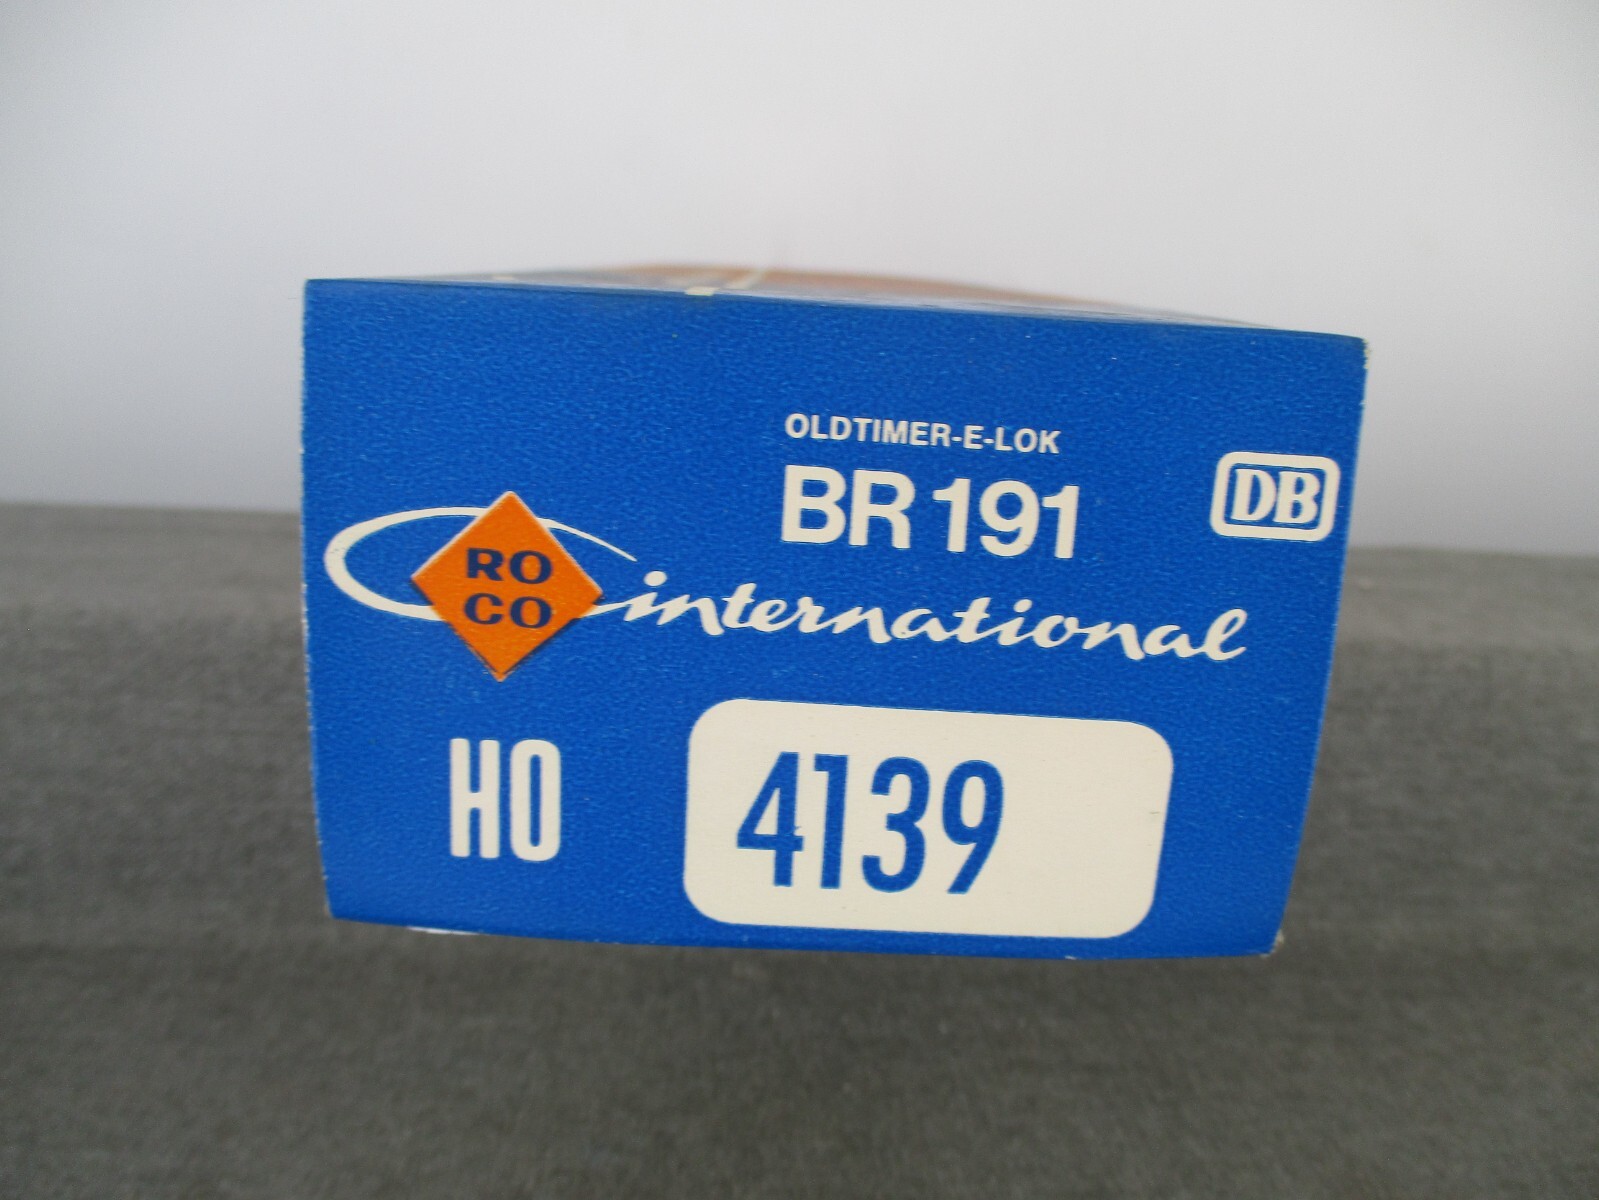 OLDTIMER-E-LOK
BR 191
DB
RO
CO
international
HO
4139